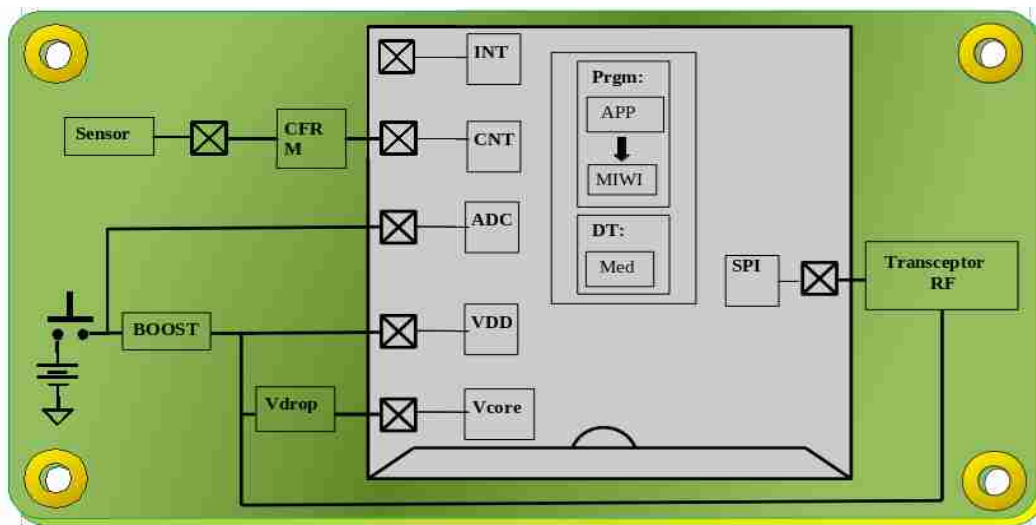 INT
Prgm:
APP
MIWI
Sensor
CFR
M
CNT
ADC
DT:
Med
SPI
Transceptor
RF
BOOST
VDD
Vdrop
Vcore